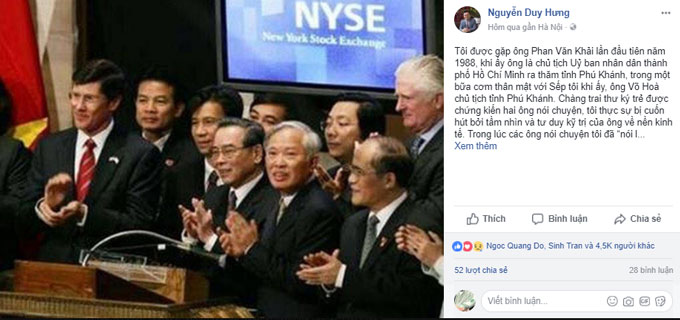 NYSE
New York Stock Exchange
Nguyễn Duy Hưng
Hôm qua gần Hà Nội ·
Tôi được gặp ông Phan Văn Khải lần đầu tiên năm
1988, khi ấy ông là chủ tịch Uỷ ban nhân dân thành
phố Hồ Chí Minh ra thăm tỉnh Phú Khánh, trong một
bữa cơm thân mật với Sếp tôi khi ấy, ông Võ Hoà
chủ tịch tỉnh Phú Khánh. Chàng trai thư ký trẻ được
chứng kiến hai ông nói chuyện, tôi thực sự bị cuốn
hút bởi tầm nhìn và tư duy kỹ trị của ông về nền kinh
tế. Trong lúc các ông nói chuyện tôi đã "nói l...
Xem thêm
Thích
Bình luận
Chia sẻ
Ngoc Quang Do, Sinh Tran và 4,5K người khác
52 lượt chia sẻ
28 bình luận
Viết bình luận...